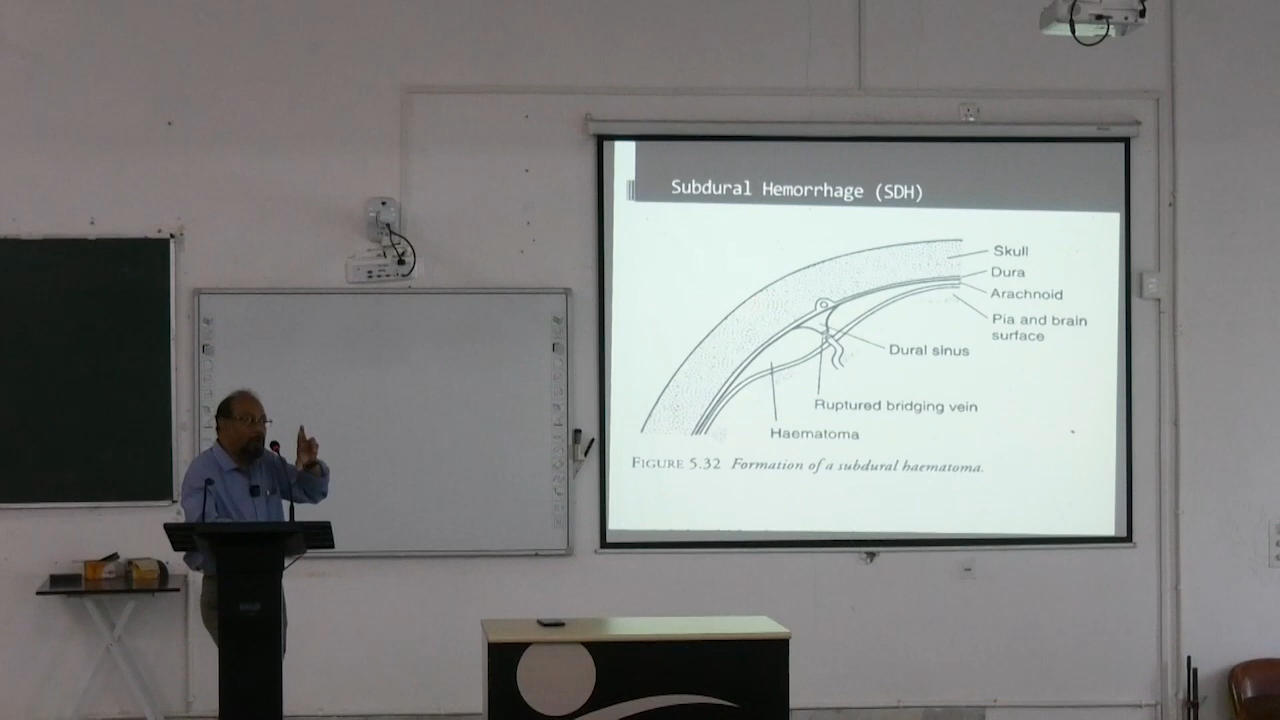 Subdural Hemorrhage (SDH)
Skull
Dura
Arachnoid
Pia and brain
surface
Dural sinus
Ruptured bridging vein
Haematoma
FIGURE 5.32 Formation of a subdural haematoma.